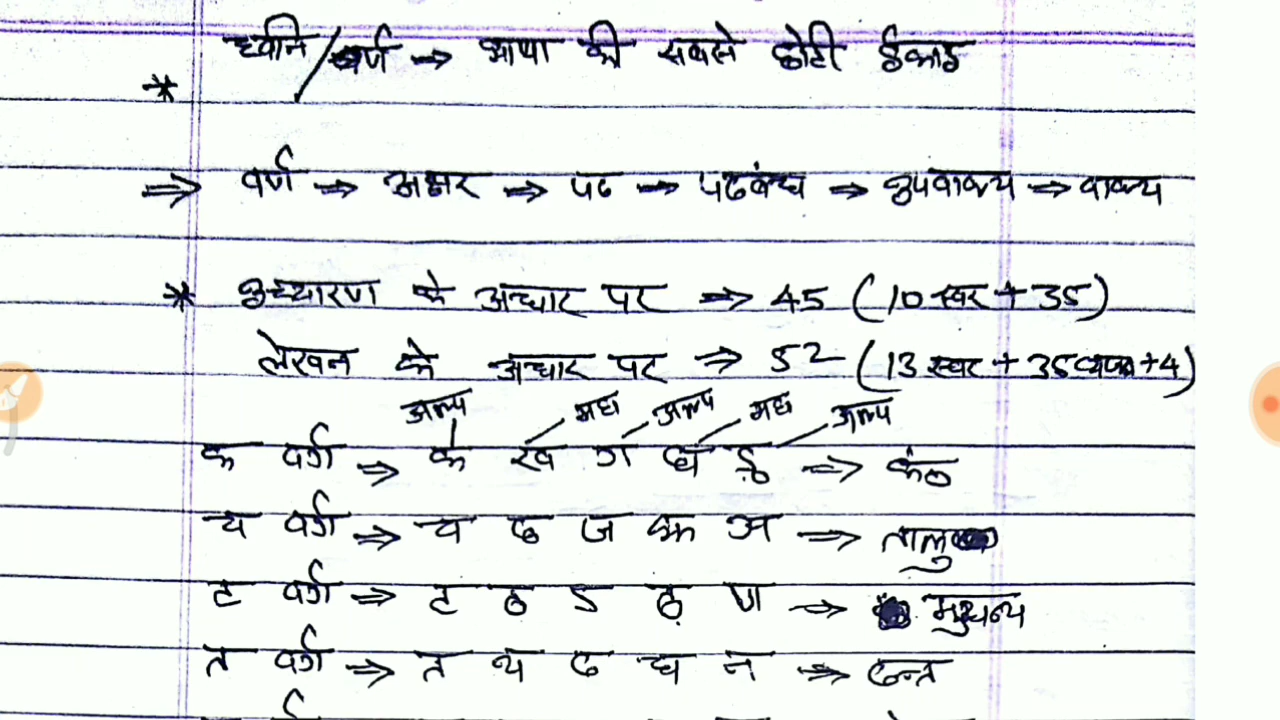 ध्वनि/वर्ण → भाषा की सबसे छोटी ईकाइ
*
⇒ वर्ण → अक्षर → पद → पदबंध → उपवाक्य → वाक्य
* उच्चारण के आधार पर ⇒ 45 (10 स्वर + 35)
लेखन के आधार पर ⇒ 52 (13 स्वर + 35 व्यंजन + 4)
अल्प महा अल्प महा अल्प
क वर्ग ⇒ क ख ग घ ङ ⇒ कंठ
च वर्ग ⇒ च छ ज झ ञ ⇒ तालु
ट वर्ग ⇒ ट ठ ड ढ़ ण ⇒ मुर्धन्य
त वर्ग ⇒ त थ द ध न ⇒ दन्त